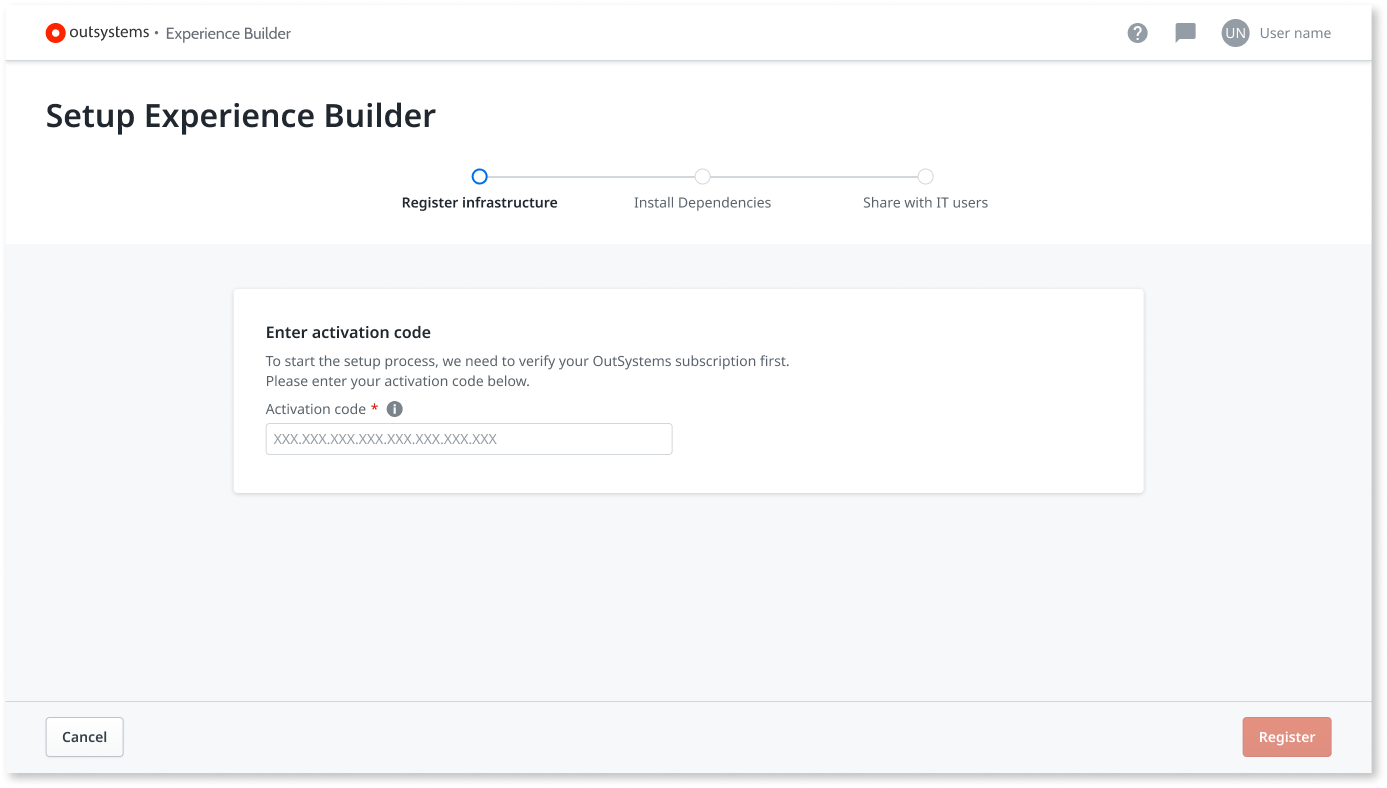 outsystems • Experience Builder
? UN User name
Setup Experience Builder
Register infrastructure Install Dependencies Share with IT users
Enter activation code
To start the setup process, we need to verify your OutSystems subscription first.
Please enter your activation code below.
Activation code * i
XXX.XXX.XXX.XXX.XXX.XXX.XXX.XXX
Cancel Register